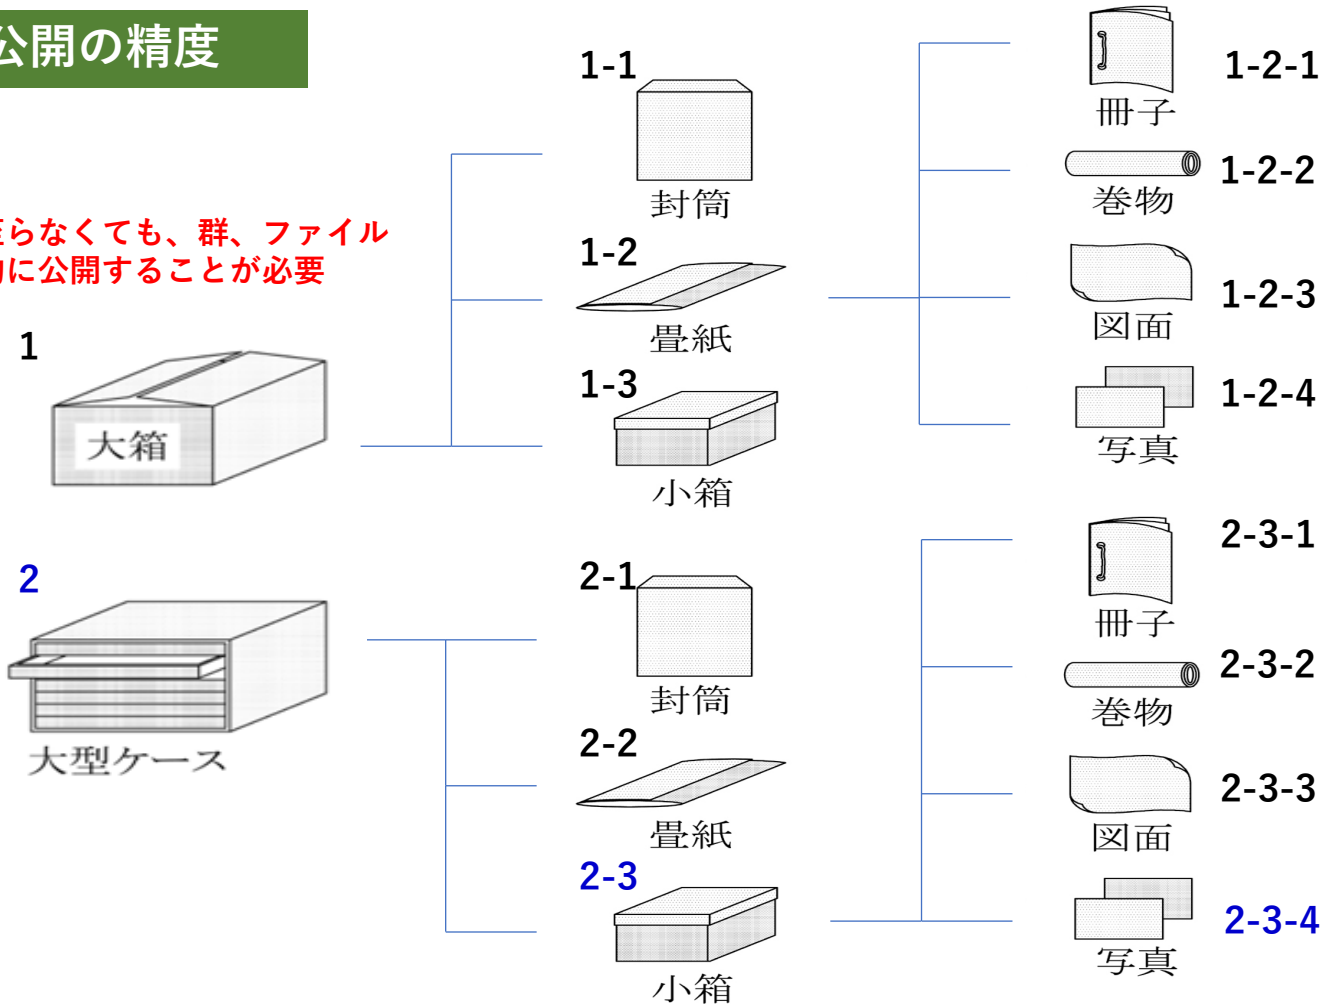 公開の精度
らなくても、群、ファイル
に公開することが必要
1
大箱
1-1
封筒
1-2
畳紙
1-3
小箱
1-2-1
冊子
1-2-2
巻物
1-2-3
図面
1-2-4
写真
2
大型ケース
2-1
封筒
2-2
畳紙
2-3
小箱
2-3-1
冊子
2-3-2
巻物
2-3-3
図面
2-3-4
写真